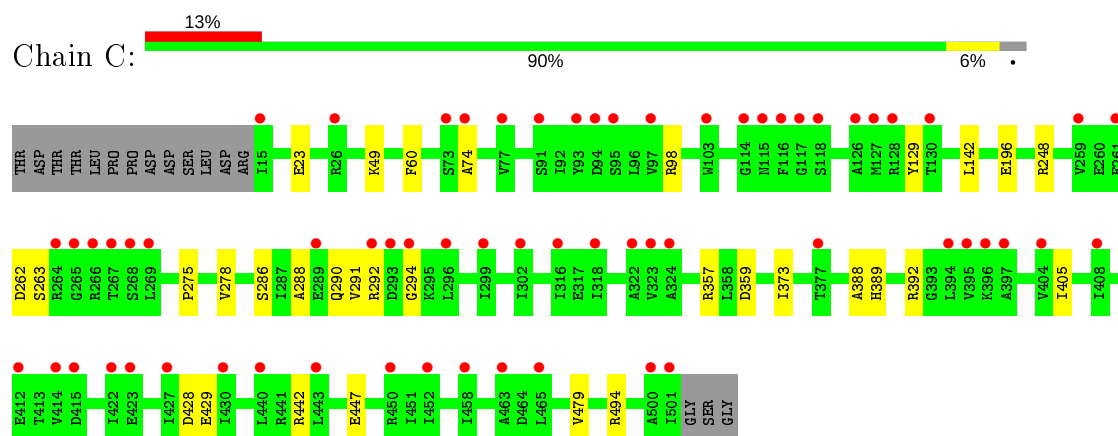 13%
Chain C:
90% 6% •
THR ASP THR THR LEU PRO PRO ASP ASP SER LEU ASP ARG I15 E23 R26 K49 F60 S73 A74 V77 S91 I92 Y93 D94 S95 L96 V97 R98 W103 G114 N115 F116 G117 S118 A126 M127 R128 Y129 T130 L142 E196 R248 V259 E260 E261
D262 S263 R264 G265 R266 T267 S268 L269 P275 V278 S286 I287 A288 E289 Q290 V291 R292 D293 G294 K295 L296 I299 I302 I316 E317 I318 A322 V323 A324 R357 L358 D359 I373 T377 A388 H389 R392 G393 L394 V395 K396 A397 V404 I405 I408
E412 T413 V414 D415 I422 E423 I427 D428 E429 I430 L440 R441 R442 L443 E447 R450 I451 I452 I458 A463 D464 L465 V479 R494 A500 I501 GLY SER GLY